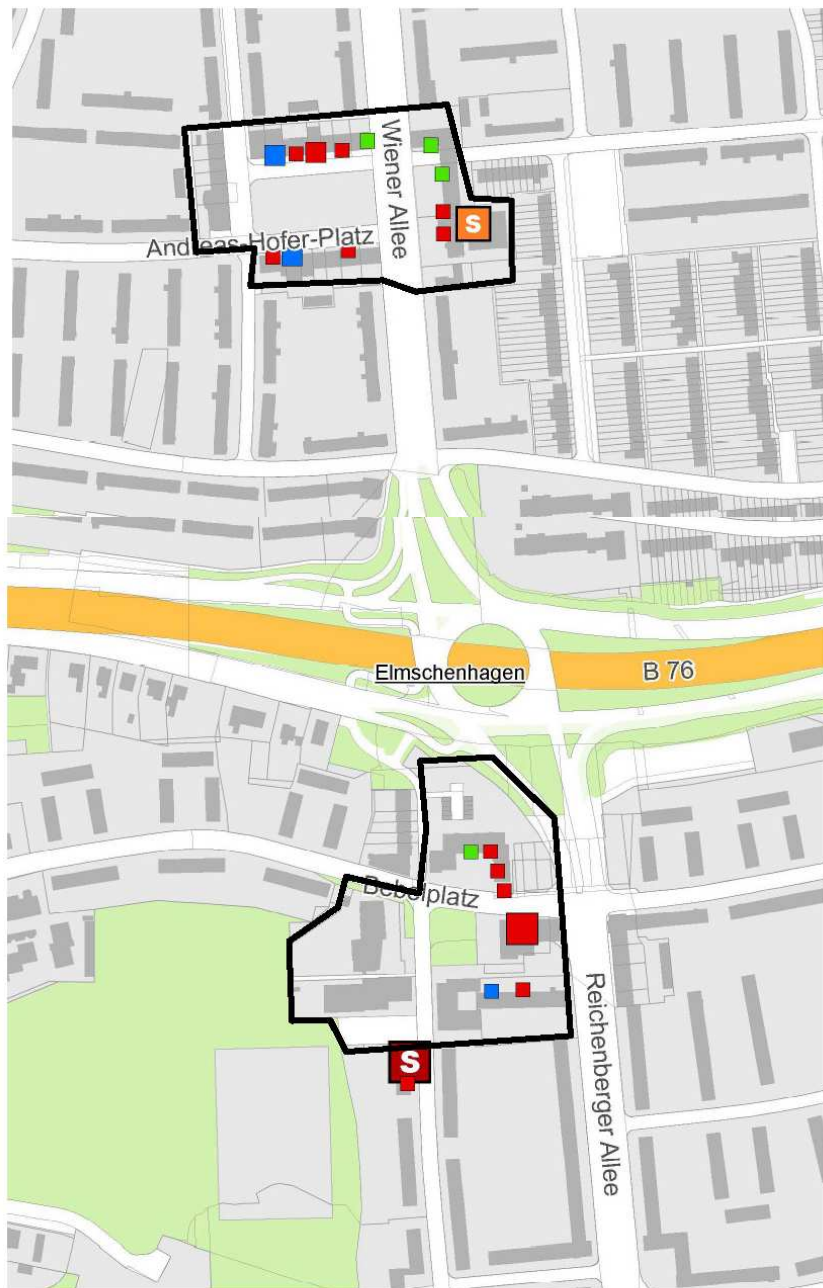 Wiener Allee
S
Andreas-Hofer-Platz
Elmschenhagen
B 76
Bebelplatz
Reichenberger Allee
S